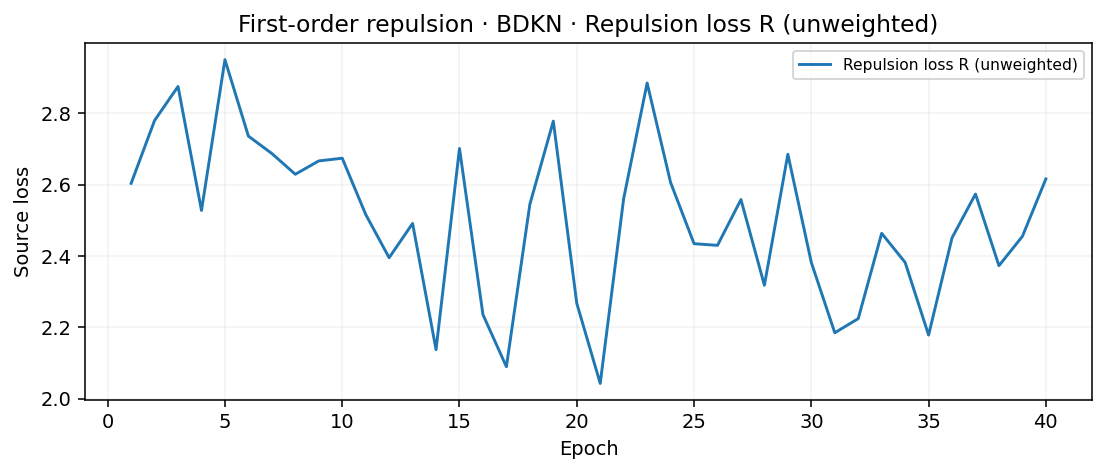 First-order repulsion · BDKN · Repulsion loss R (unweighted)
Repulsion loss R (unweighted)
Source loss
2.8
2.6
2.4
2.2
2.0
0 5 10 15 20 25 30 35 40
Epoch